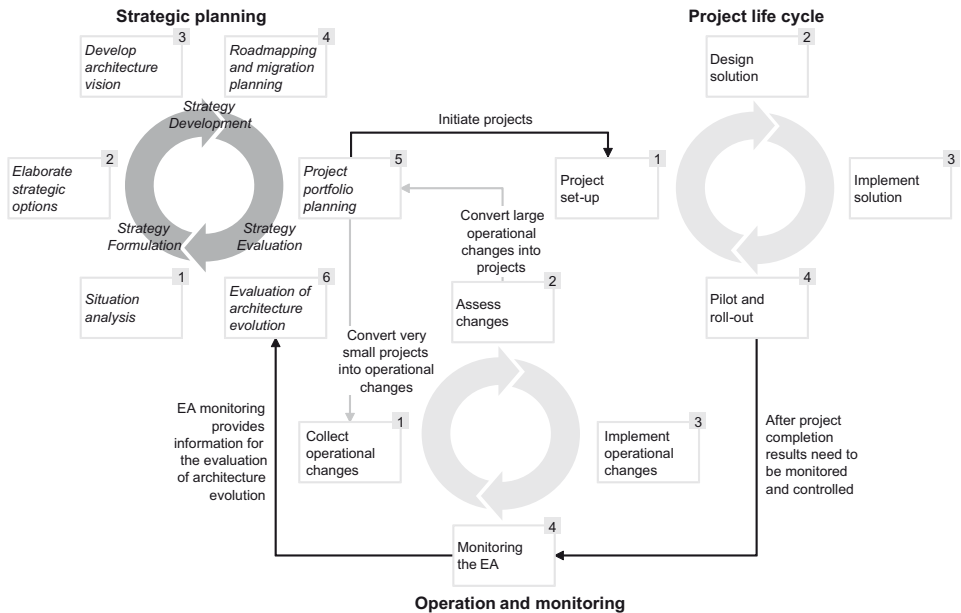 Strategic planning
Project life cycle
3
Develop
architecture
vision
4
Roadmapping
and migration
planning
2
Design
solution
Strategy
Development
Initiate projects
2
Elaborate
strategic
options
5
Project
portfolio
planning
1
Project
set-up
3
Implement
solution
Strategy
Formulation
Strategy
Evaluation
Convert large
operational
changes into
projects
1
Situation
analysis
6
Evaluation of
architecture
evolution
2
Assess
changes
4
Pilot and
roll-out
Convert very
small projects
into operational
changes
EA monitoring
provides
information for
the evaluation
of architecture
evolution
1
Collect
operational
changes
3
Implement
operational
changes
After project
completion
results need to
be monitored
and controlled
4
Monitoring
the EA
Operation and monitoring